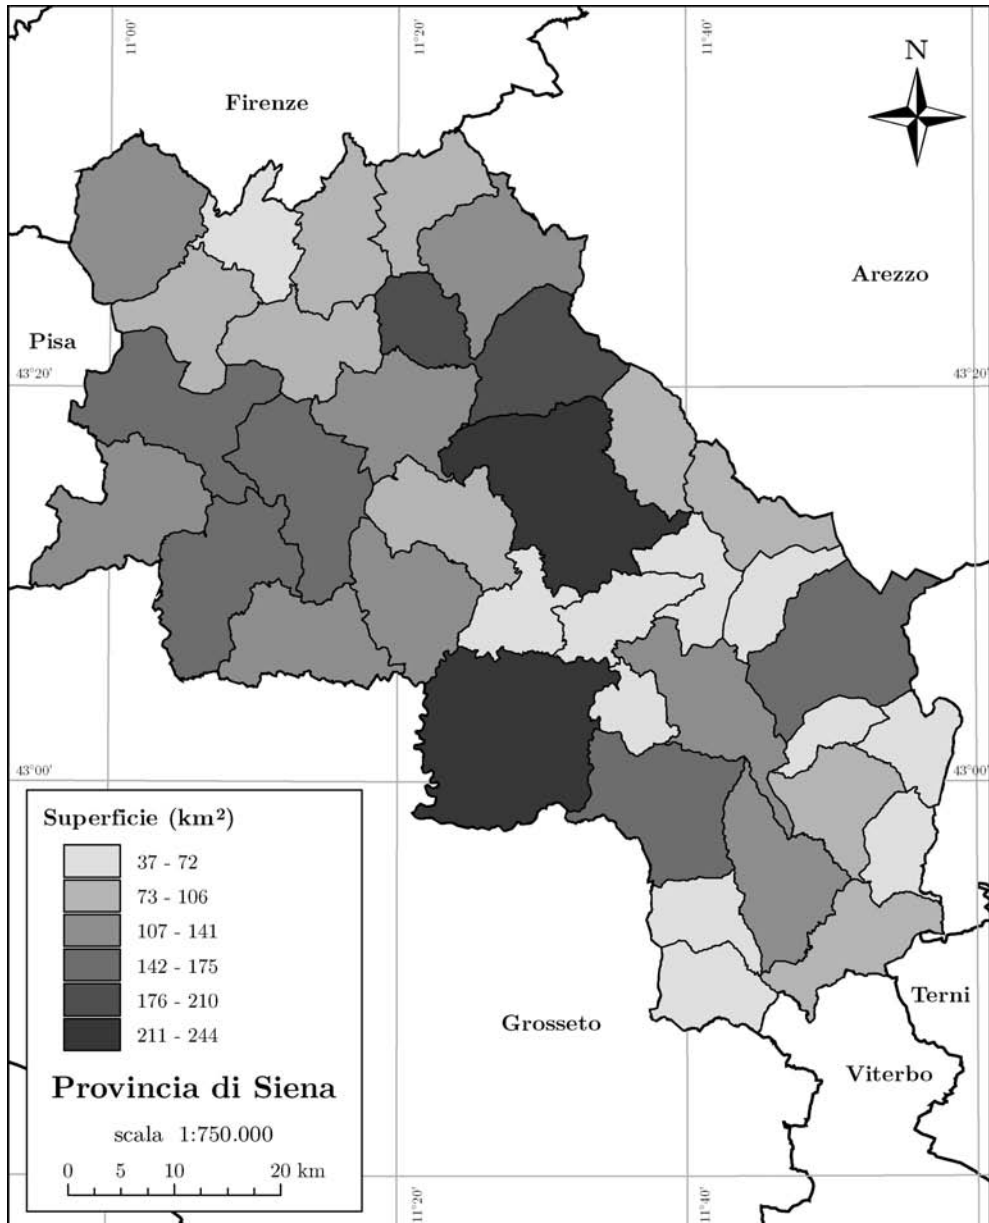 11°00'
11°20'
11°40'
N
Firenze
Arezzo
Pisa
43°20'
43°20'
43°00'
43°00'
Superficie (km²)
37 - 72
73 - 106
107 - 141
142 - 175
176 - 210
211 - 244
Provincia di Siena
scala 1:750.000
0 5 10 20 km
Grosseto
Terni
Viterbo
11°20'
11°40'